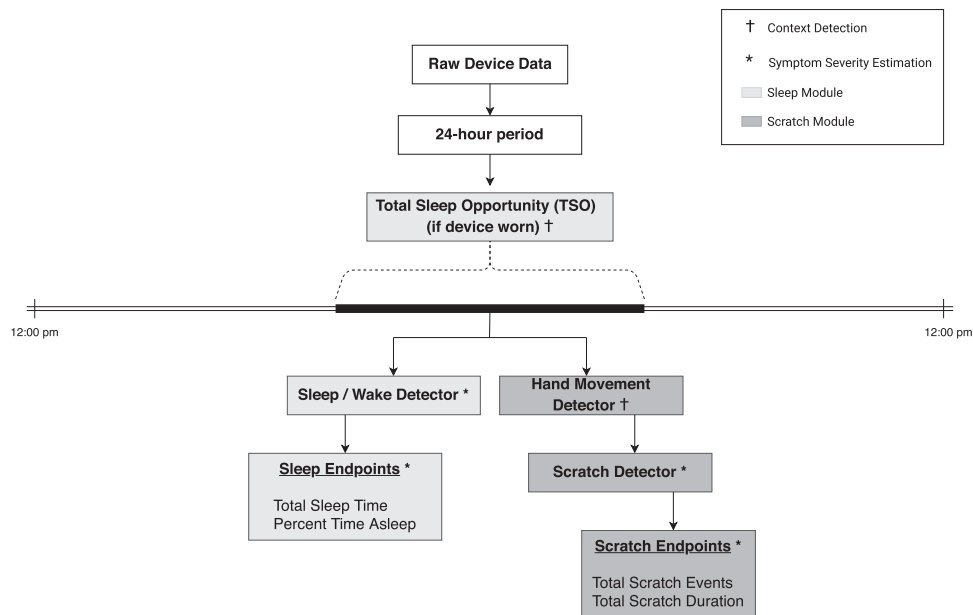 † Context Detection
* Symptom Severity Estimation
Sleep Module
Scratch Module
Raw Device Data
24-hour period
Total Sleep Opportunity (TSO)
(if device worn) †
12:00 pm
12:00 pm
Sleep / Wake Detector *
Hand Movement
Detector †
Sleep Endpoints *
Total Sleep Time
Percent Time Asleep
Scratch Detector *
Scratch Endpoints *
Total Scratch Events
Total Scratch Duration